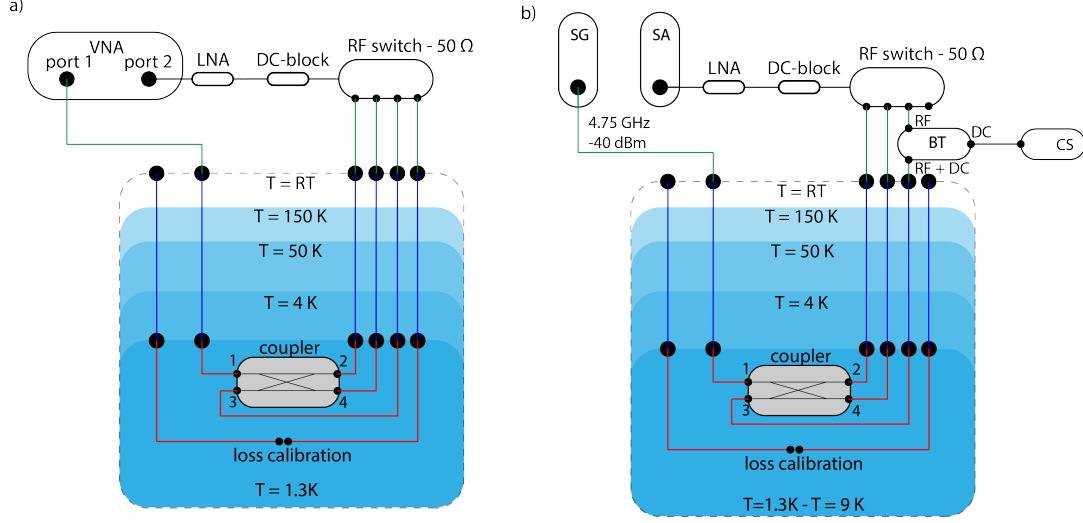 a)
VNA
port 1
port 2
LNA
DC-block
RF switch - 50 Ω
T = RT
T = 150 K
T = 50 K
T = 4 K
coupler
1
2
3
4
loss calibration
T = 1.3K
b)
SG
SA
LNA
DC-block
RF switch - 50 Ω
4.75 GHz
-40 dBm
RF
BT
DC
CS
RF + DC
T = RT
T = 150 K
T = 50 K
T = 4 K
coupler
1
2
3
4
loss calibration
T=1.3K - T = 9 K